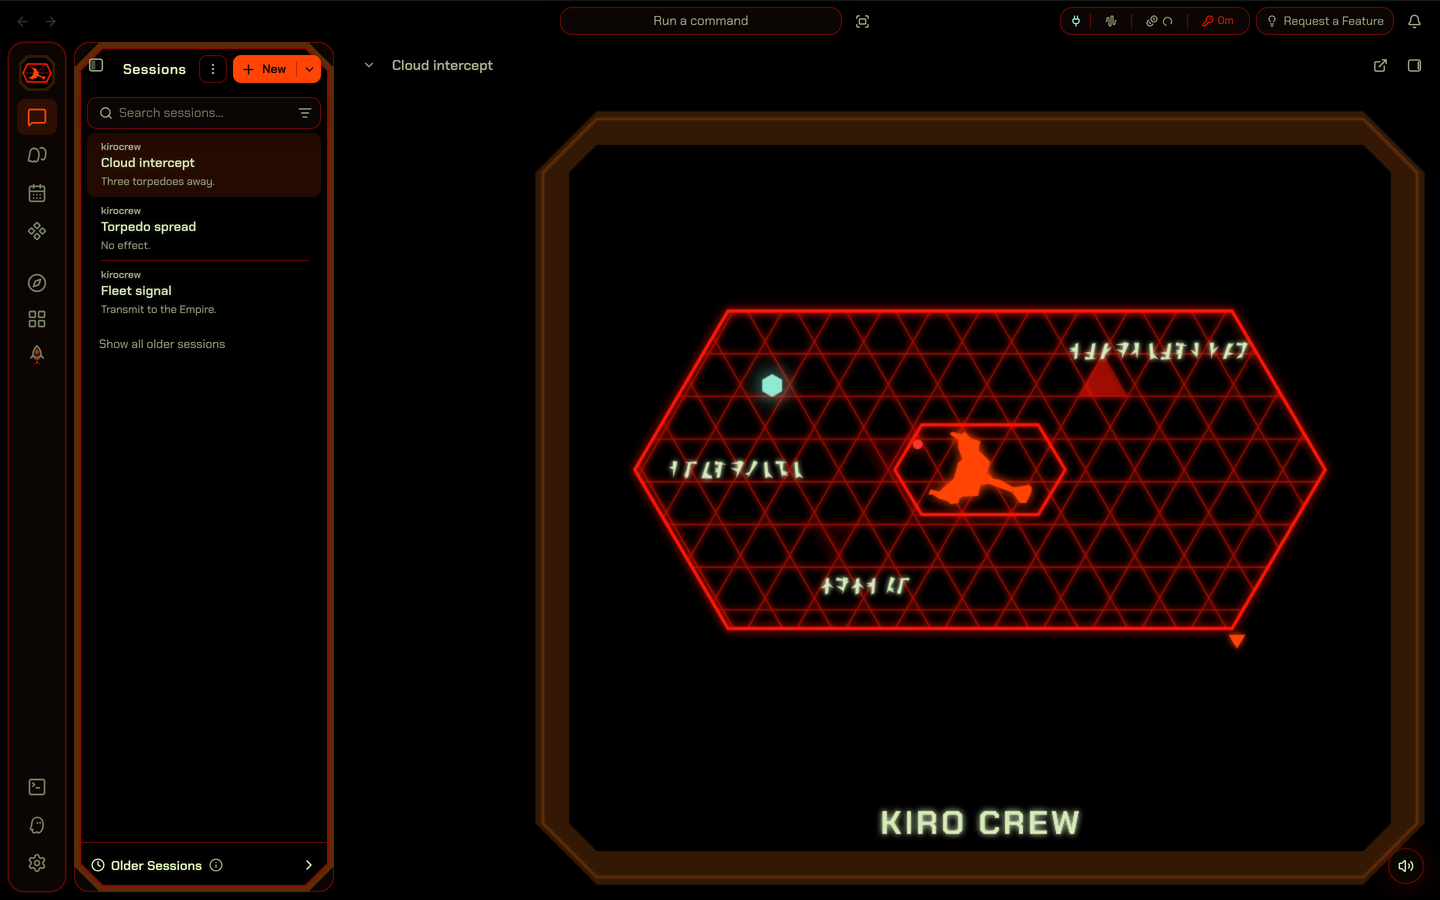 Run a command
0m
Request a Feature
Sessions
New
Cloud intercept
Search sessions...
kirocrew
Cloud intercept
Three torpedoes away.
kirocrew
Torpedo spread
No effect.
kirocrew
Fleet signal
Transmit to the Empire.
Show all older sessions
KIRO CREW
Older Sessions